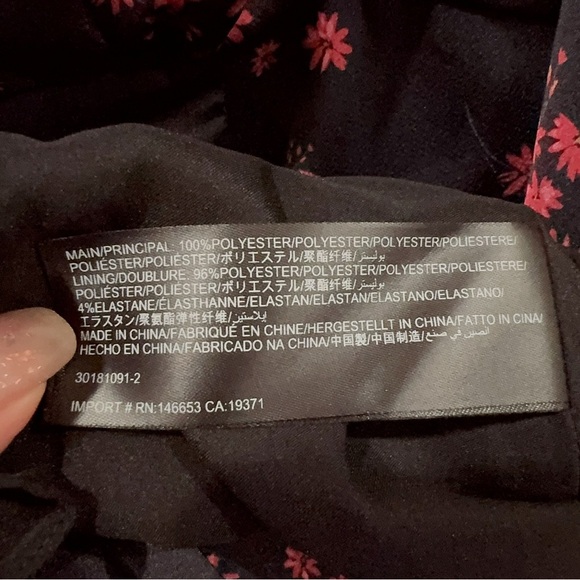 MAIN/PRINCIPAL: 100%POLYESTER/POLYESTER/POLYESTER/POLIESTERE/
POLIÉSTER/POLIÉSTER/ポリエステル/聚酯纤维/بوليستر
LINING/DOUBLURE: 96%POLYESTER/POLYESTER/POLYESTER/POLIESTERE/
POLIÉSTER/POLIÉSTER/ポリエステル/聚酯纤维/بوليستر
4%ELASTANE/ÉLASTHANNE/ELASTAN/ELASTAN/ELASTANO/ELASTANO/
エラスタン/聚氨酯弹性纤维/ايلاستين
MADE IN CHINA/FABRIQUÉ EN CHINE/HERGESTELLT IN CHINA/FATTO IN CINA/
HECHO EN CHINA/FABRICADO NA CHINA/中国製/中国制造/الصين في صنع
30181091-2
IMPORT # RN:146653 CA:19371